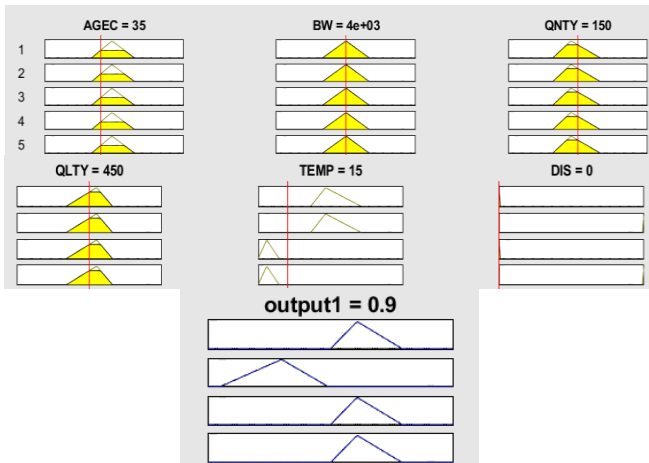 AGEC = 35
BW = 4e+03
QNTY = 150
1
2
3
4
5
QLTY = 450
TEMP = 15
DIS = 0
output1 = 0.9